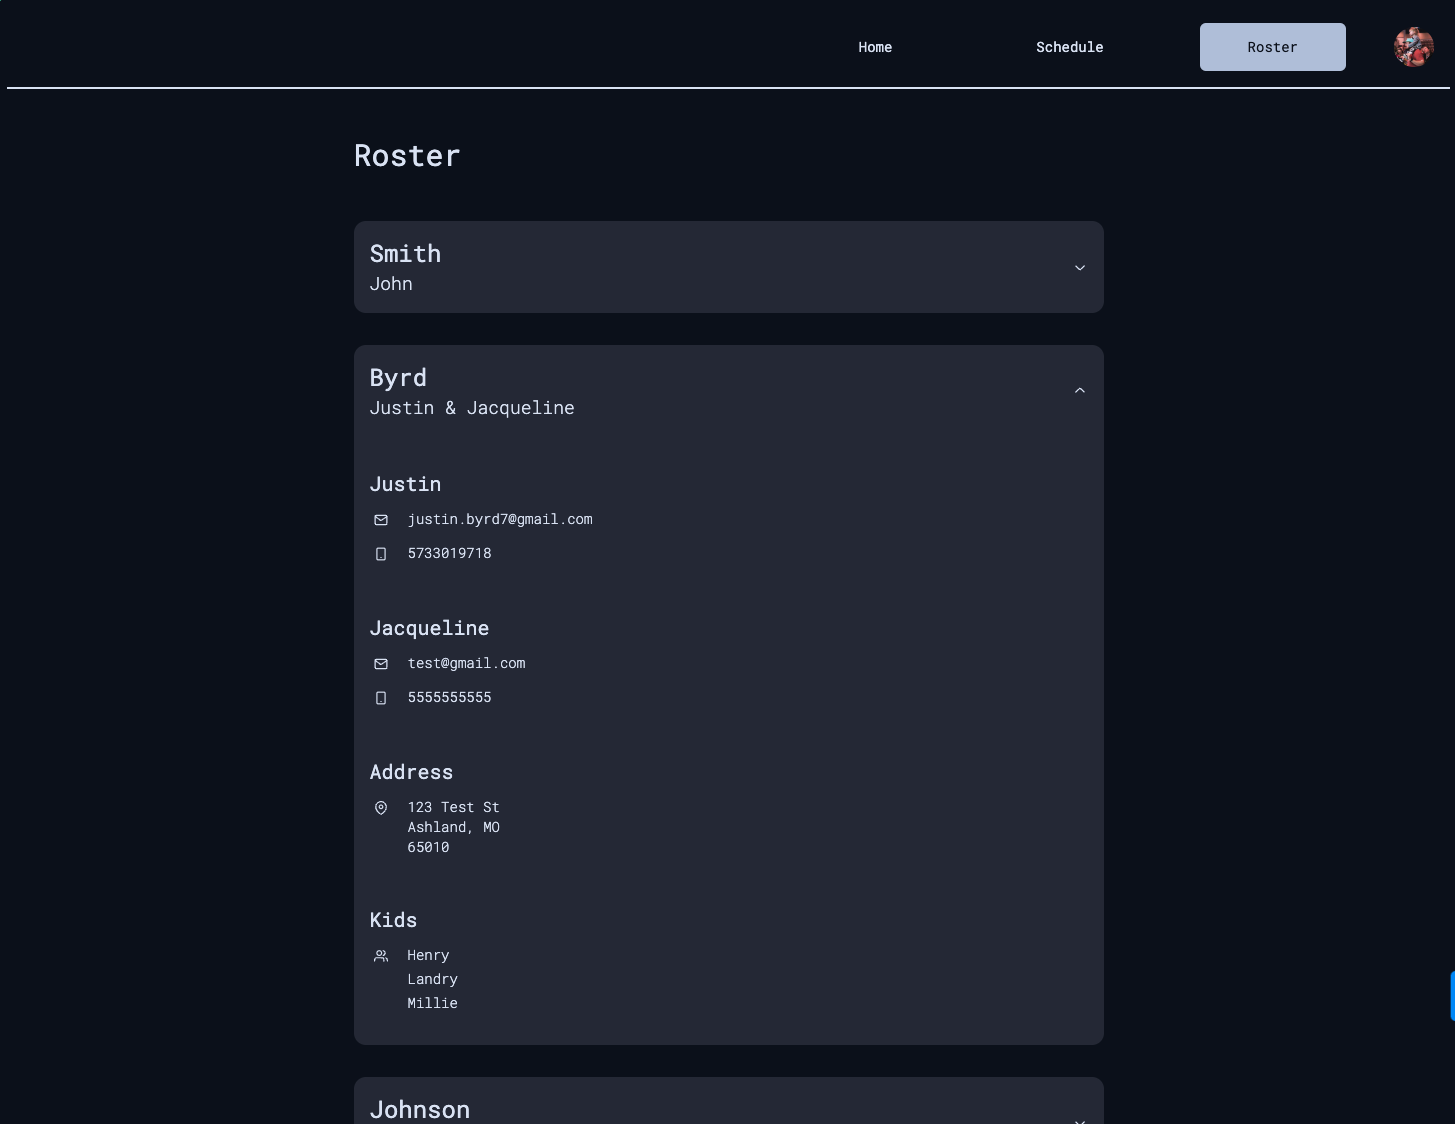 Home
Schedule
Roster
Roster
Smith
John
Byrd
Justin & Jacqueline
Justin
justin.byrd7@gmail.com
5733019718
Jacqueline
test@gmail.com
5555555555
Address
123 Test St
Ashland, MO
65010
Kids
Henry
Landry
Millie
Johnson